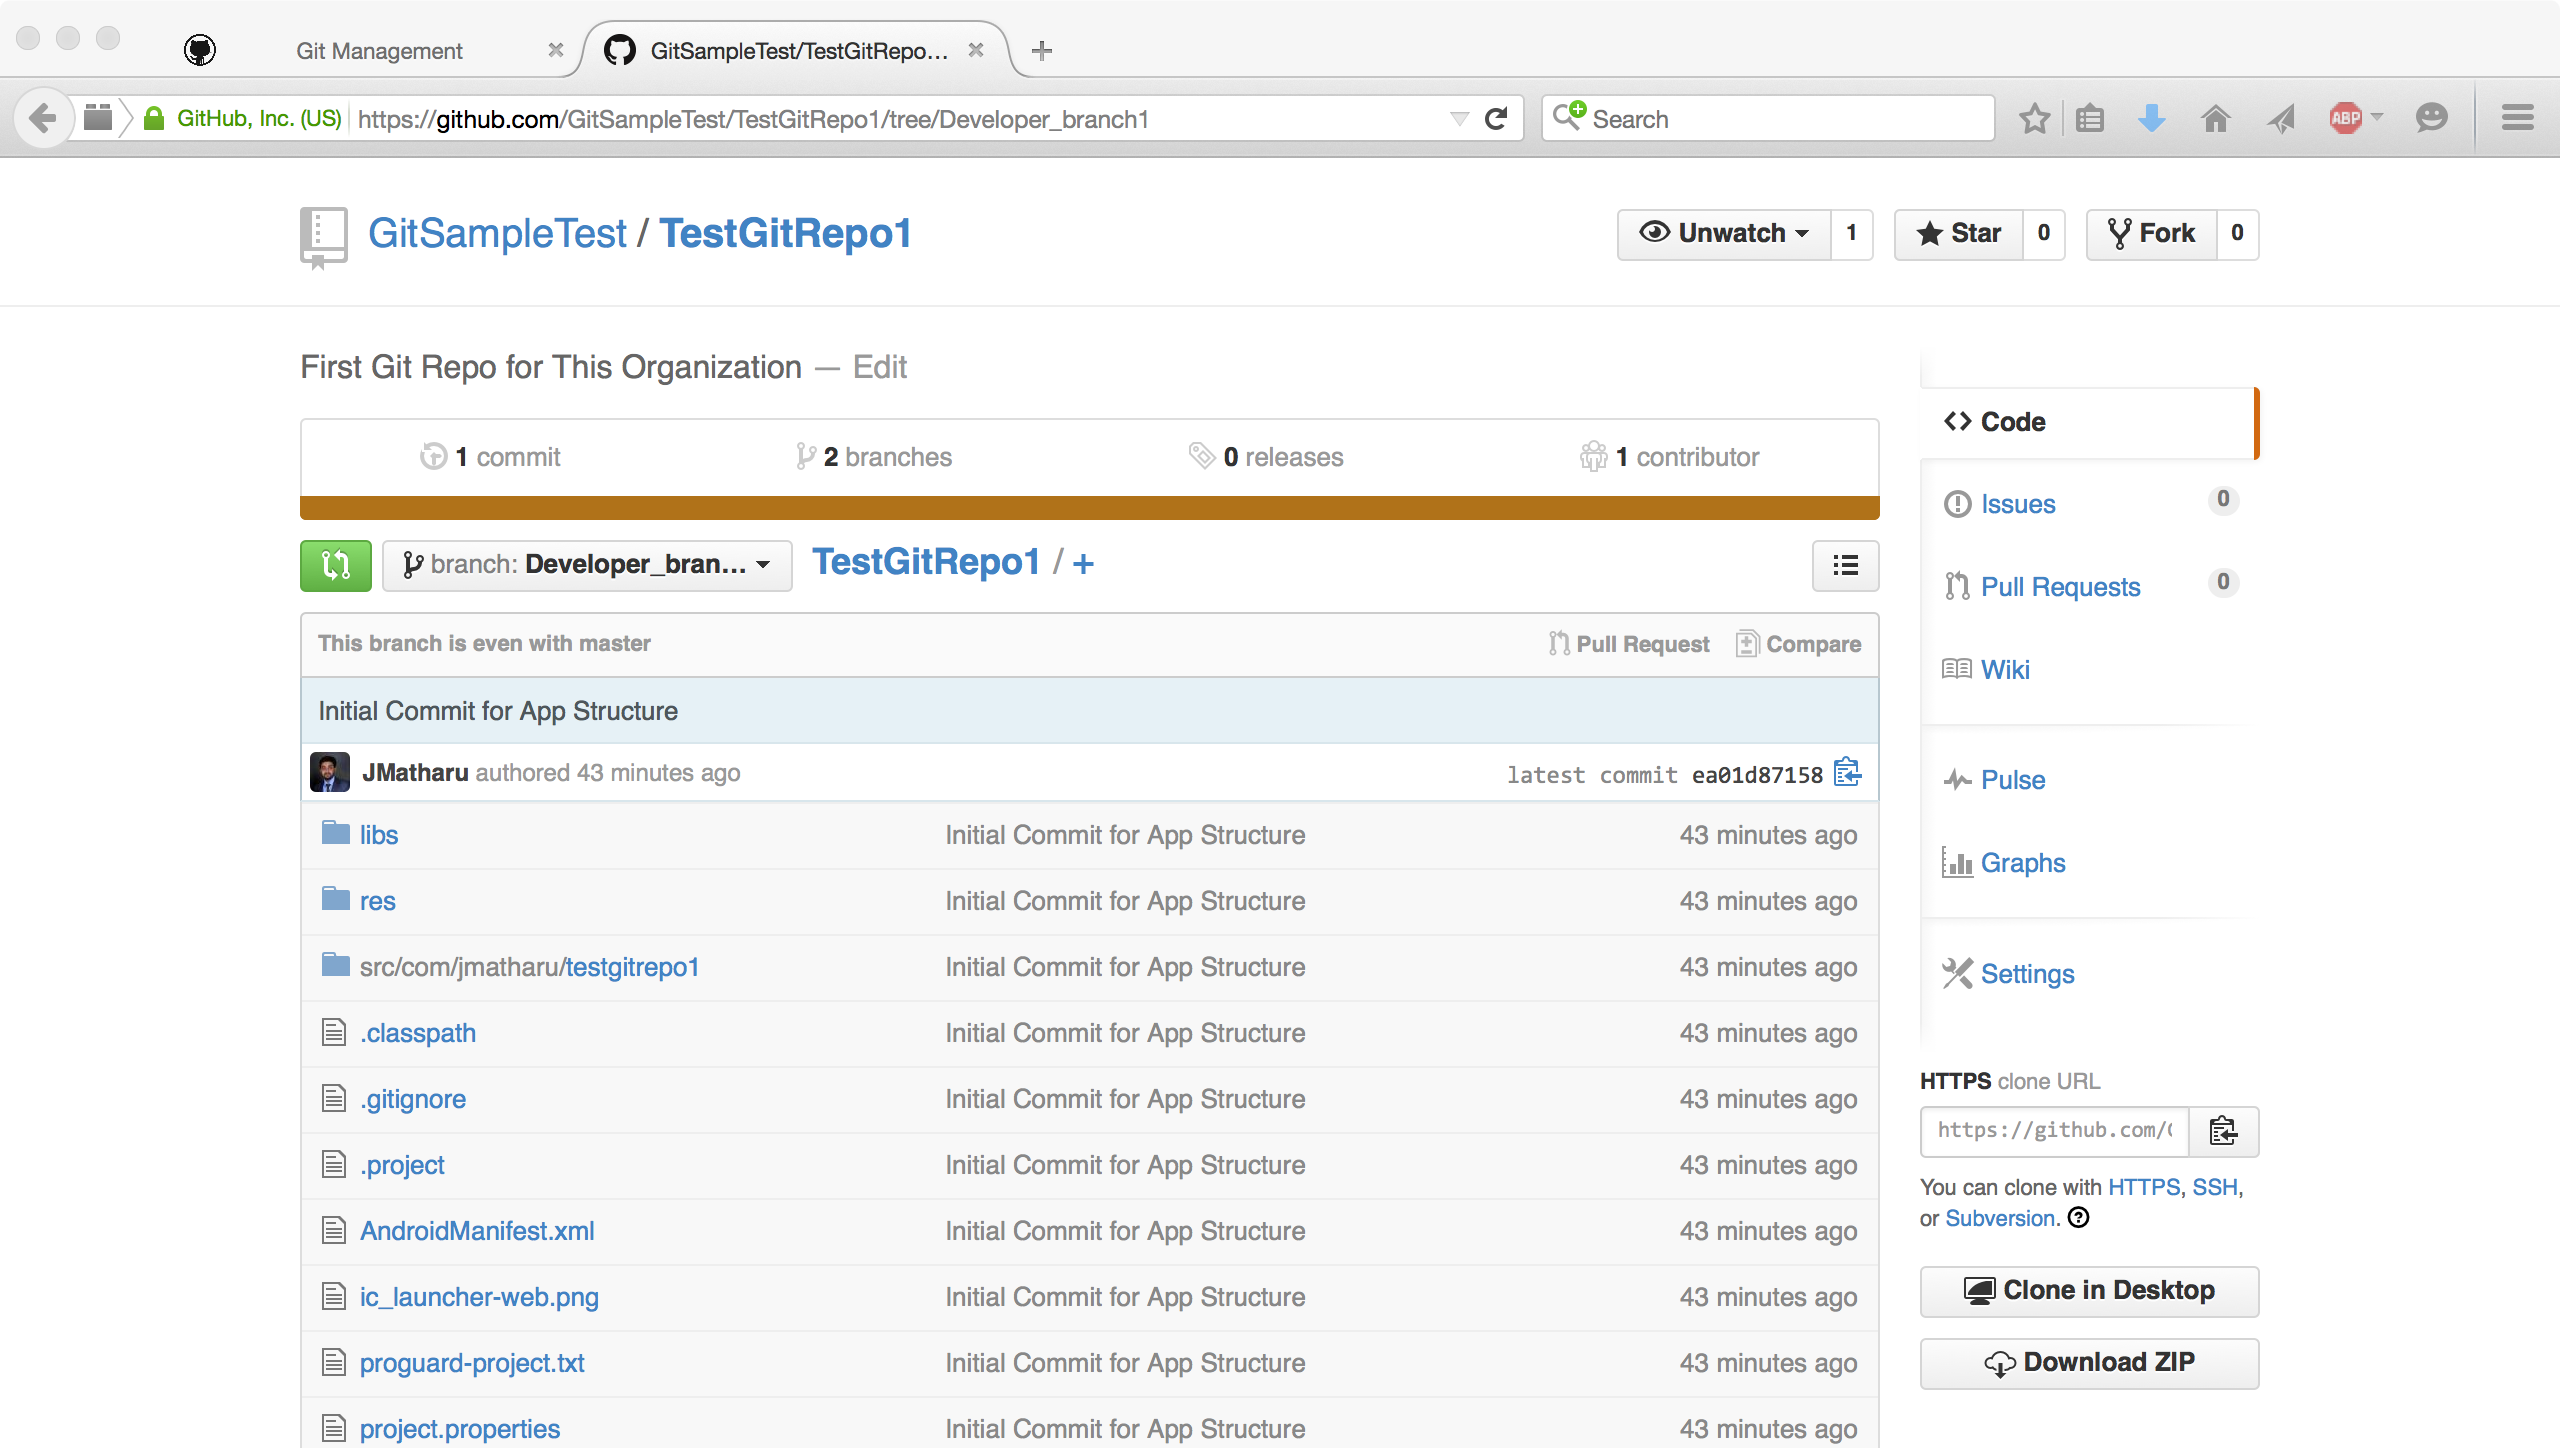 Git Management
GitSampleTest/TestGitRepo...
GitHub, Inc. (US)
https://github.com/GitSampleTest/TestGitRepo1/tree/Developer_branch1
Search
ABP
GitSampleTest / TestGitRepo1
Unwatch 1
Star 0
Fork 0
First Git Repo for This Organization — Edit
1 commit
2 branches
0 releases
1 contributor
branch: Developer_bran...
TestGitRepo1 / +
This branch is even with master
Pull Request
Compare
Initial Commit for App Structure
JMatharu authored 43 minutes ago
latest commit ea01d87158
libs Initial Commit for App Structure 43 minutes ago
res Initial Commit for App Structure 43 minutes ago
src/com/jmatharu/testgitrepo1 Initial Commit for App Structure 43 minutes ago
.classpath Initial Commit for App Structure 43 minutes ago
.gitignore Initial Commit for App Structure 43 minutes ago
.project Initial Commit for App Structure 43 minutes ago
AndroidManifest.xml Initial Commit for App Structure 43 minutes ago
ic_launcher-web.png Initial Commit for App Structure 43 minutes ago
proguard-project.txt Initial Commit for App Structure 43 minutes ago
project.properties Initial Commit for App Structure 43 minutes ago
Code
Issues 0
Pull Requests 0
Wiki
Pulse
Graphs
Settings
HTTPS clone URL
https://github.com/
You can clone with HTTPS, SSH,
or Subversion.
Clone in Desktop
Download ZIP